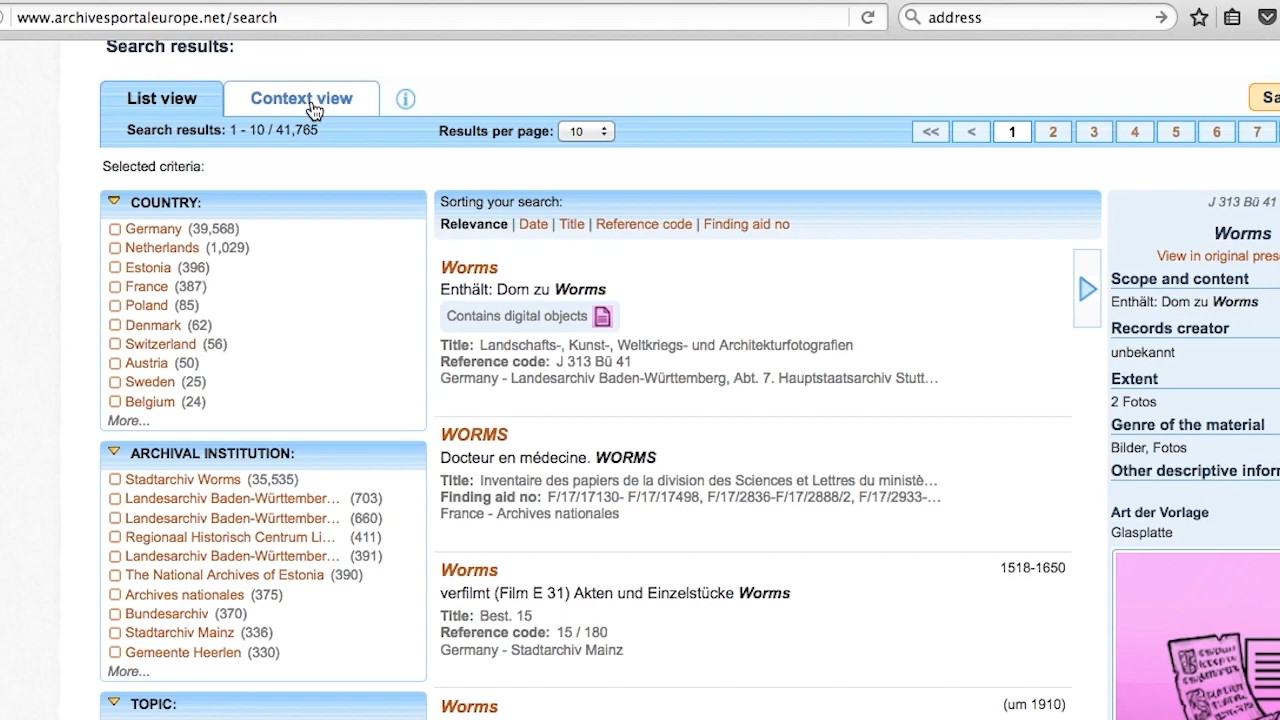 www.archivesportaleurope.net/search
address
Search results:
List view
Context view
Search results: 1 - 10 / 41,765
Results per page: 10
<< < 1 2 3 4 5 6 7
Selected criteria:
COUNTRY:
Germany (39,568)
Netherlands (1,029)
Estonia (396)
France (387)
Poland (85)
Denmark (62)
Switzerland (56)
Austria (50)
Sweden (25)
Belgium (24)
More...
ARCHIVAL INSTITUTION:
Stadtarchiv Worms (35,535)
Landesarchiv Baden-Württember... (703)
Landesarchiv Baden-Württember... (660)
Regionaal Historisch Centrum Li... (411)
Landesarchiv Baden-Württember... (391)
The National Archives of Estonia (390)
Archives nationales (375)
Bundesarchiv (370)
Stadtarchiv Mainz (336)
Gemeente Heerlen (330)
More...
TOPIC:
Sorting your search:
Relevance | Date | Title | Reference code | Finding aid no
Worms
Enthält: Dom zu Worms
Contains digital objects
Title: Landschafts-, Kunst-, Weltkriegs- und Architekturfotografien
Reference code: J 313 Bü 41
Germany - Landesarchiv Baden-Württemberg, Abt. 7. Hauptstaatsarchiv Stutt...
WORMS
Docteur en médecine. WORMS
Title: Inventaire des papiers de la division des Sciences et Lettres du ministè...
Finding aid no: F/17/17130- F/17/17498, F/17/2836-F/17/2888/2, F/17/2933-...
France - Archives nationales
Worms
1518-1650
verfilmt (Film E 31) Akten und Einzelstücke Worms
Title: Best. 15
Reference code: 15 / 180
Germany - Stadtarchiv Mainz
Worms
(um 1910)
J 313 Bü 41
Worms
View in original
Scope and content
Enthält: Dom zu Worms
Records creator
unbekannt
Extent
2 Fotos
Genre of the material
Bilder, Fotos
Other descriptive
Art der Vorlage
Glasplatte